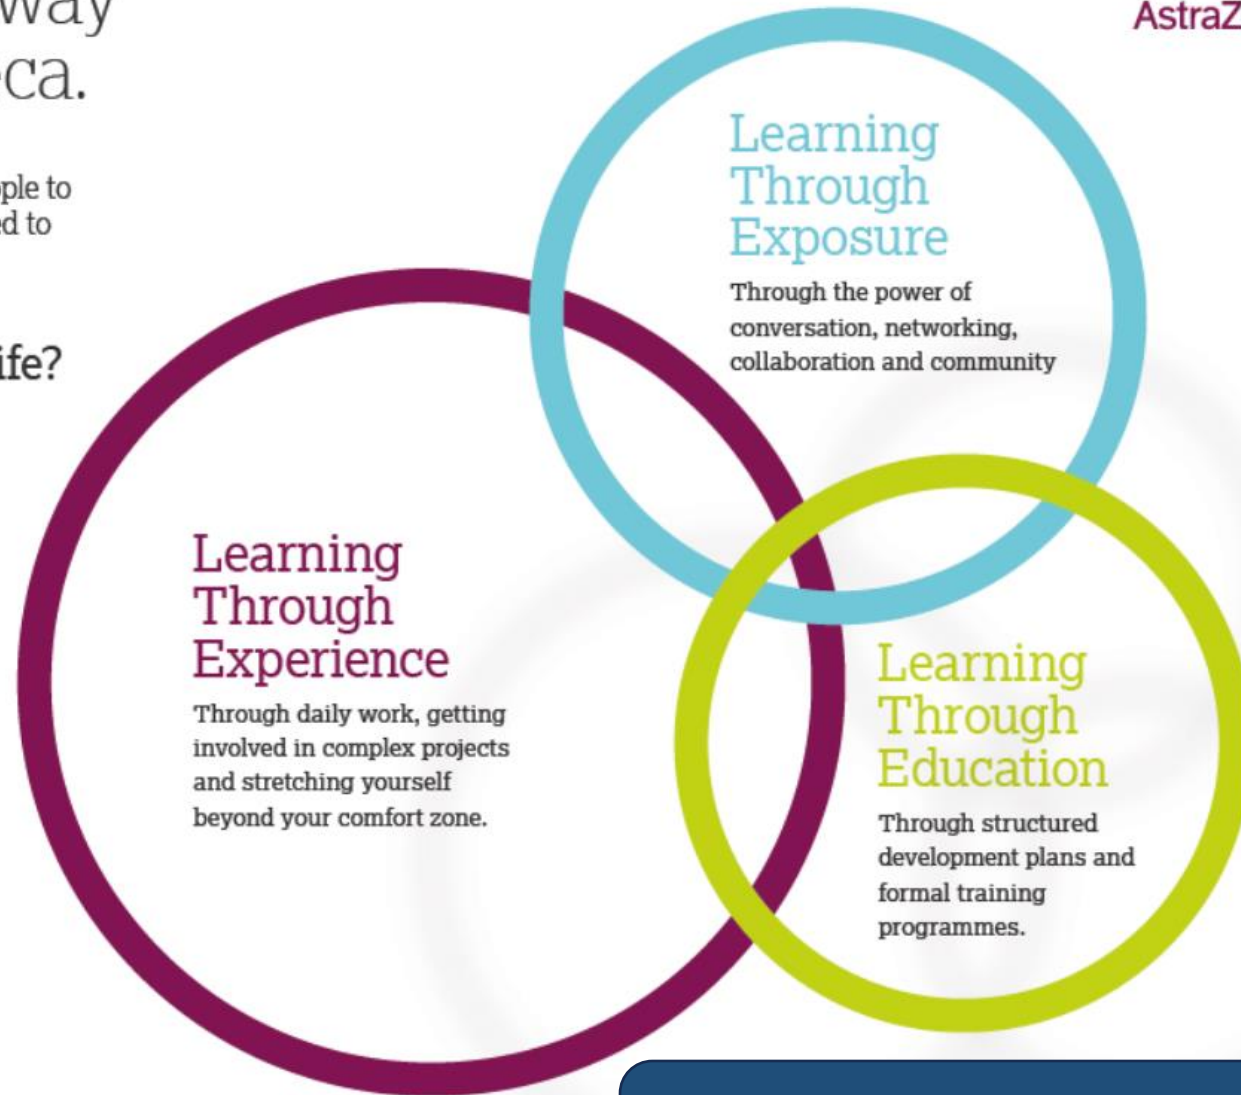 way
ca.
ple to
ed to
ife?
AstraZ
Learning
Through
Exposure
Through the power of
conversation, networking,
collaboration and community
Learning
Through
Experience
Through daily work, getting
involved in complex projects
and stretching yourself
beyond your comfort zone.
Learning
Through
Education
Through structured
development plans and
formal training
programmes.